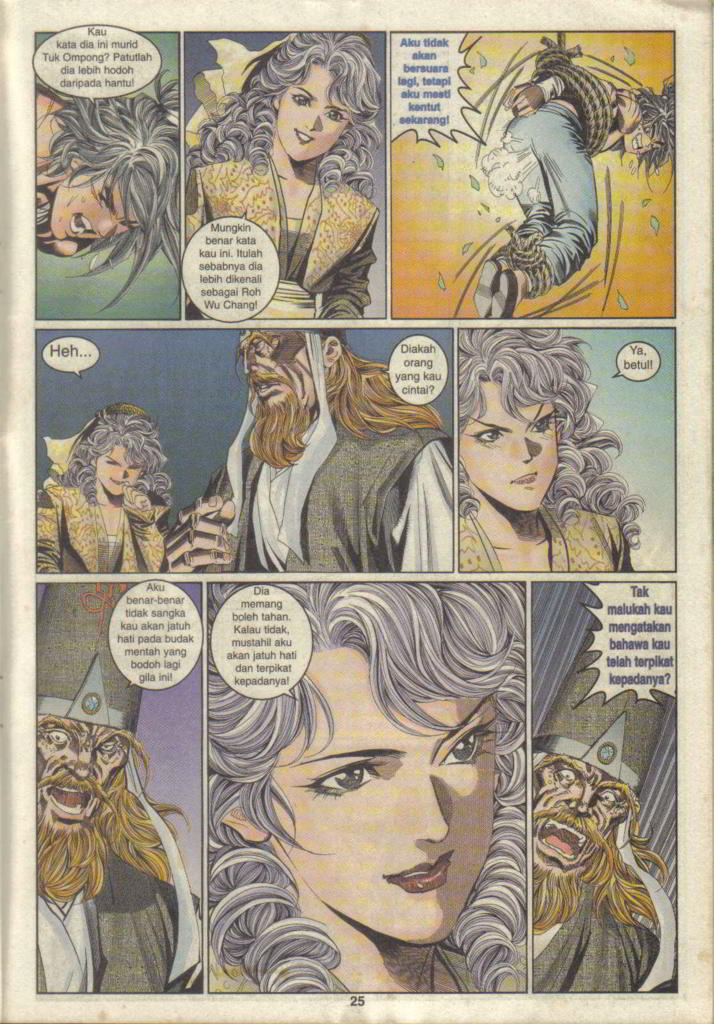 Kau
kata dia ini murid
Tuk Ompong? Patutlah
dia lebih hodoh
daripada hantu!
Mungkin
benar kata
kau ini. Itulah
sebabnya dia
lebih dikenali
sebagai Roh
Wu Chang!
Aku tidak
akan
bersuara
lagi, tetapi
aku mesti
kentut
sekarang!
Heh...
Diakah
orang
yang kau
cintai?
Ya,
betul!
Aku
benar-benar
tidak sangka
kau akan jatuh
hati pada budak
mentah yang
bodoh lagi
gila ini!
Dia
memang
boleh tahan.
Kalau tidak,
mustahil aku
akan jatuh hati
dan terpikat
kepadanya!
Tak
malukah kau
mengatakan
bahawa kau
telah terpikat
kepadanya?
25